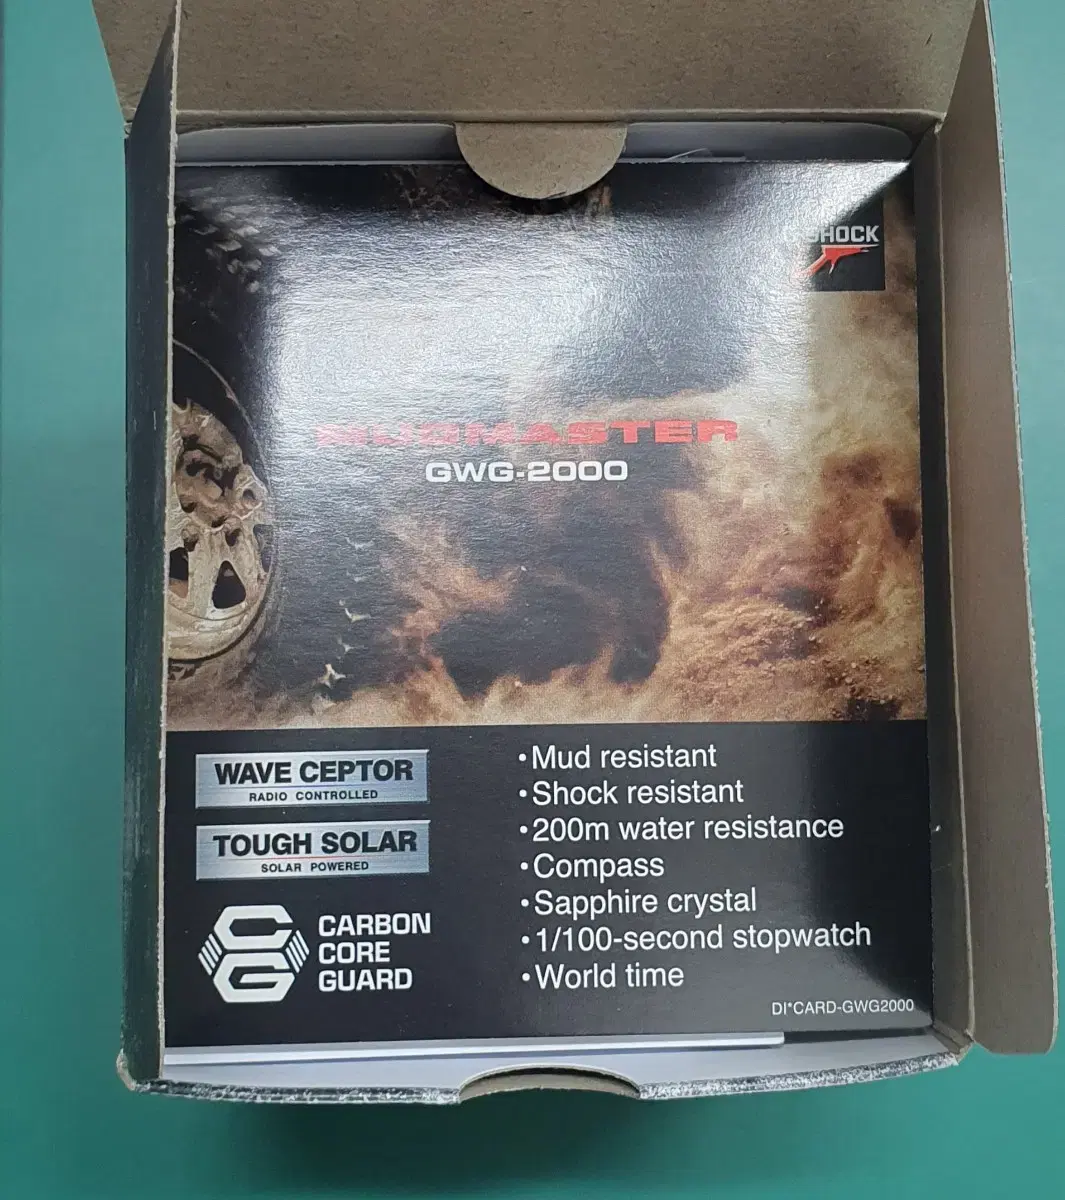 G-SHOCK
MUDMASTER
GWG-2000
WAVE CEPTOR
RADIO CONTROLLED
TOUGH SOLAR
SOLAR POWERED
CG
CARBON
CORE
GUARD
•Mud resistant
•Shock resistant
•200m water resistance
•Compass
•Sapphire crystal
•1/100-second stopwatch
•World time
DI*CARD-GWG2000